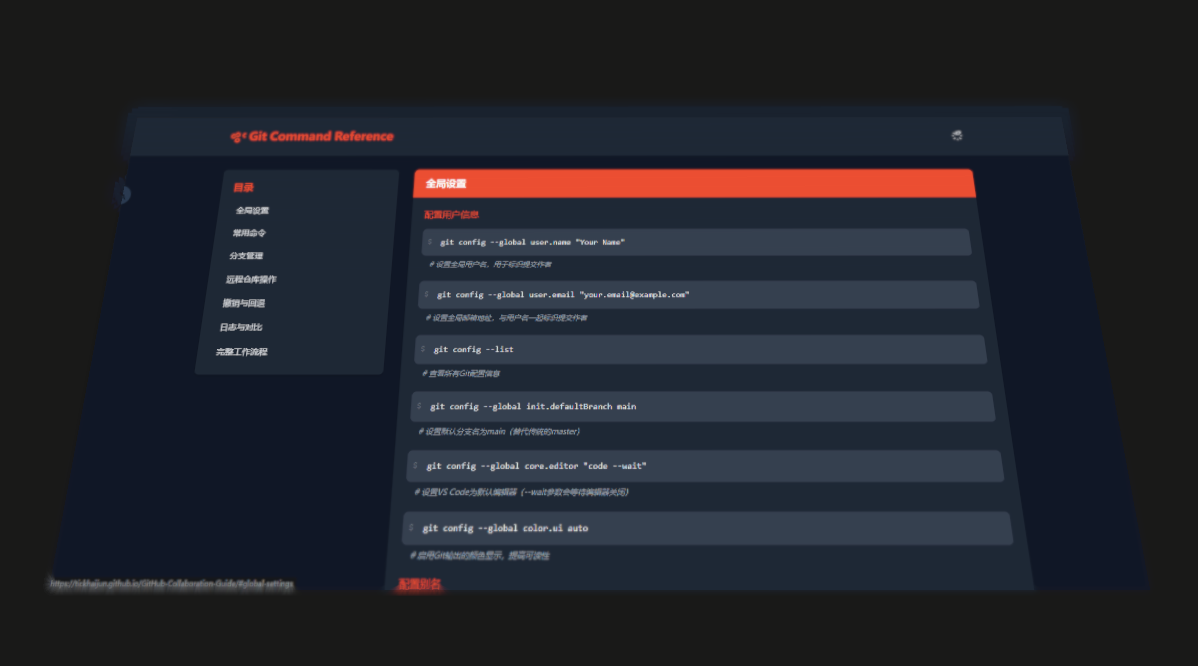 Git Command Reference
目录
全局设置
常用命令
分支管理
远程仓库操作
撤销与回退
日志与对比
完整工作流程
全局设置
配置用户信息
$ git config --global user.name "Your Name"
# 设置全局用户名，用于标识提交作者
$ git config --global user.email "your.email@example.com"
# 设置全局邮箱地址，与用户名一起标识提交作者
$ git config --list
# 查看所有Git配置信息
$ git config --global init.defaultBranch main
# 设置默认分支名为main（替代传统的master）
$ git config --global core.editor "code --wait"
# 设置VS Code为默认编辑器（--wait参数会等待编辑器关闭）
$ git config --global color.ui auto
# 启用Git输出的颜色显示，提高可读性
配置别名